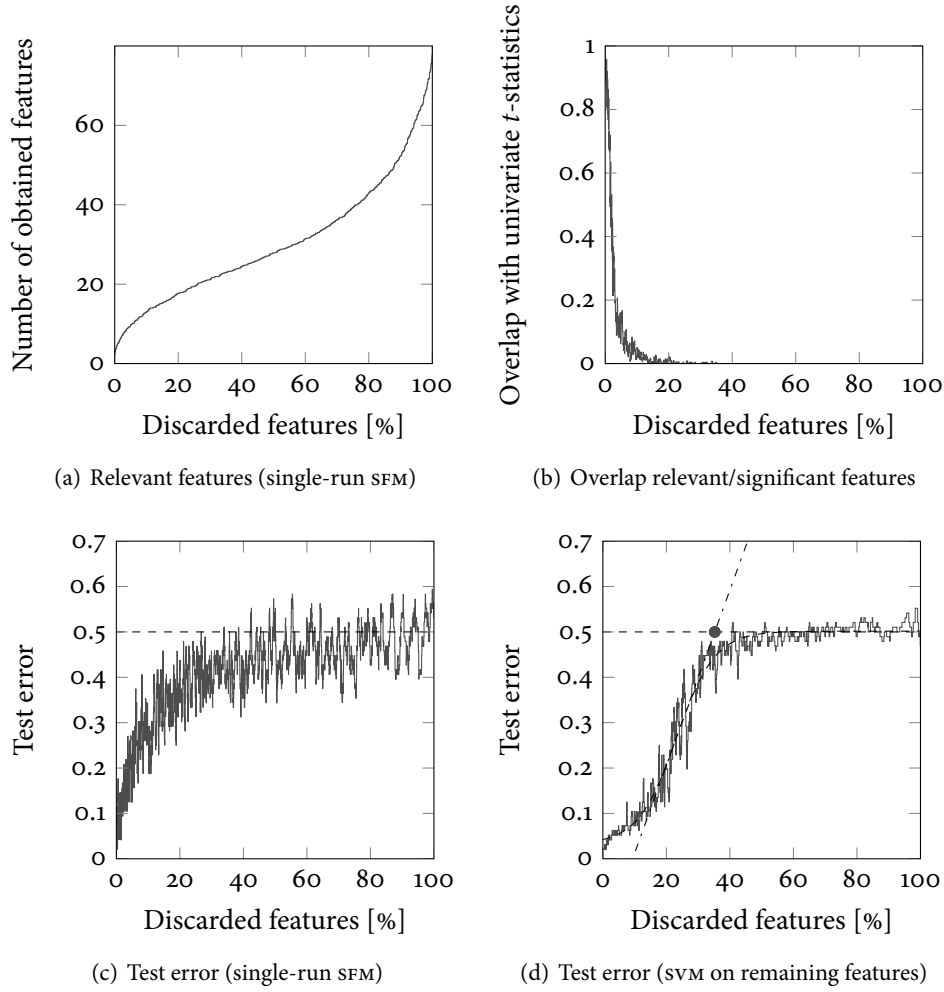 Number of obtained features
60
40
20
0
0 20 40 60 80 100
Discarded features [%]
(a) Relevant features (single-run SFM)
Overlap with univariate t-statistics
1
0.8
0.6
0.4
0.2
0
0 20 40 60 80 100
Discarded features [%]
(b) Overlap relevant/significant features
Test error
0.7
0.6
0.5
0.4
0.3
0.2
0.1
0
0 20 40 60 80 100
Discarded features [%]
(c) Test error (single-run SFM)
Test error
0.7
0.6
0.5
0.4
0.3
0.2
0.1
0
0 20 40 60 80 100
Discarded features [%]
(d) Test error (SVM on remaining features)